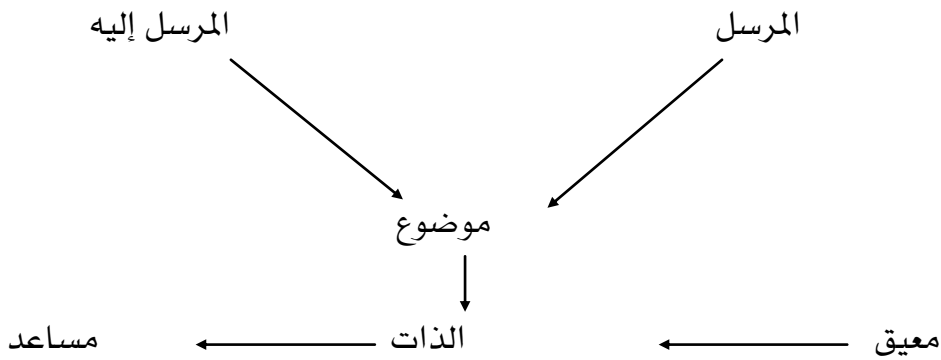 المرسل المرسل إليه
موضوع
معيق الذات مساعد